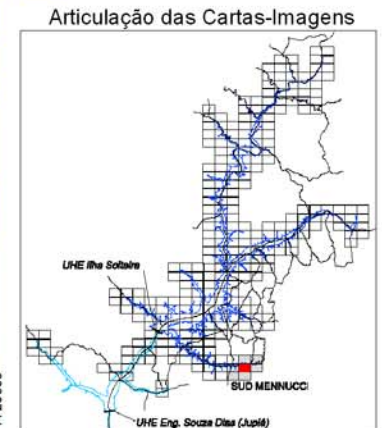 Articulação das Cartas-Imagens
UHE Ilha Solteira
SUD MENNUCCI
UHE Eng. Souza Dias (Jupiá)